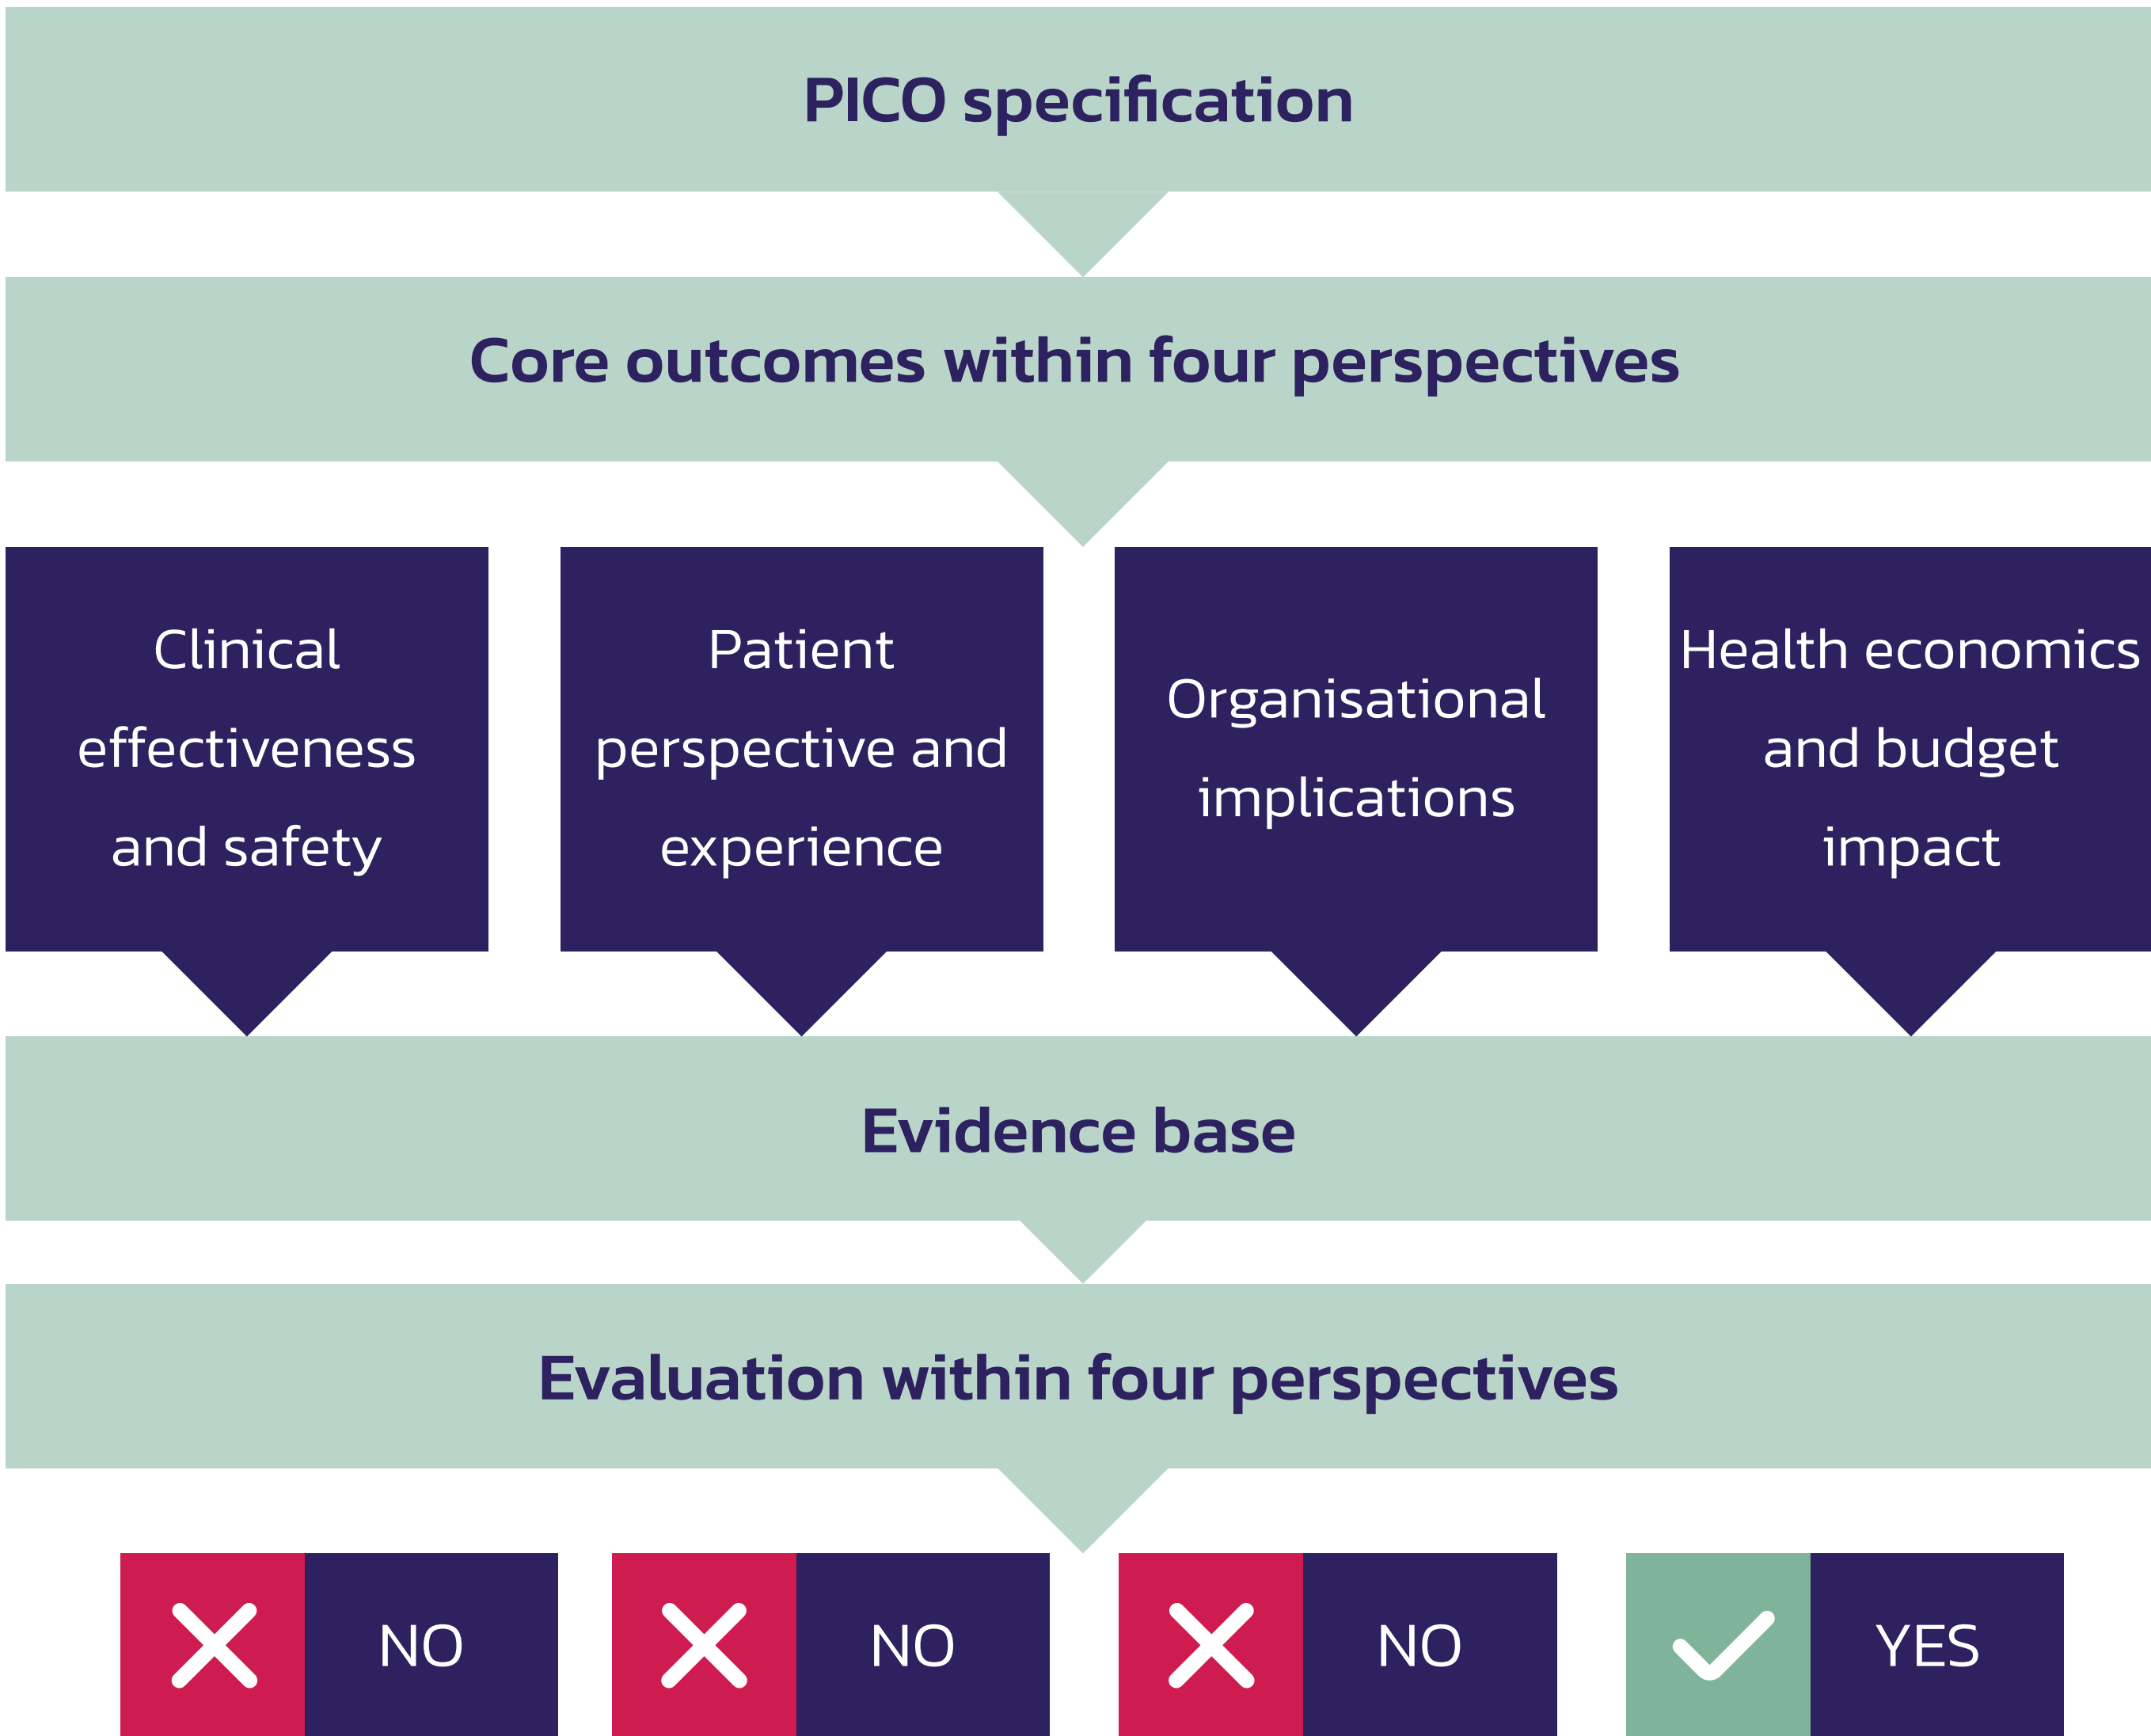 PICO specification
Core outcomes within four perspectives
Clinical
effectiveness
and safety
Patient
perspective and
experience
Organisational
implications
Health economics
and budget
impact
Evidence base
Evaluation within four perspectives
NO
NO
NO
YES